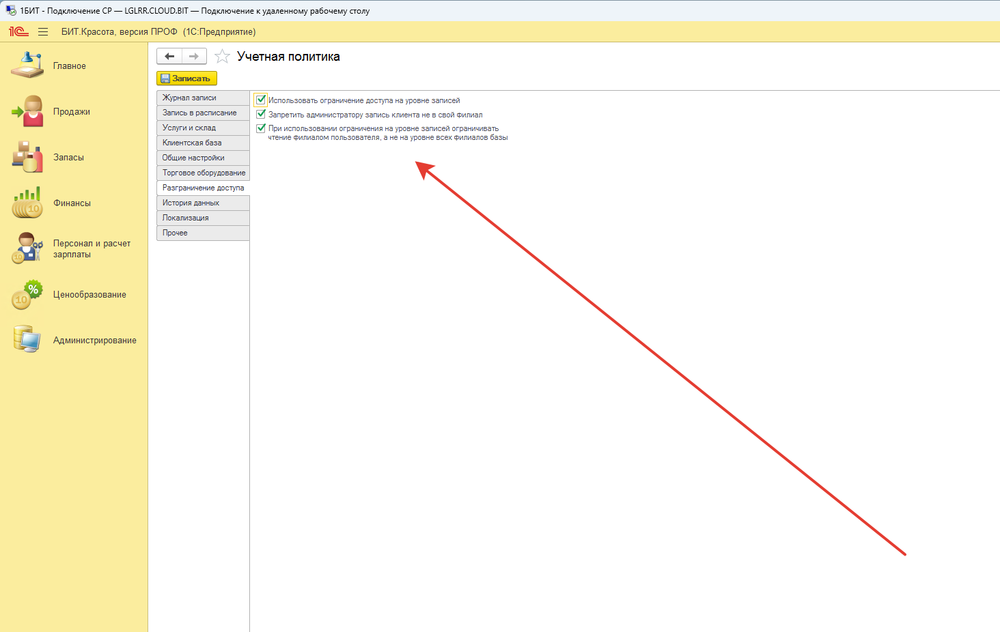 1БИТ - Подключение СР — LGLRR.CLOUD.BIT — Подключение к удаленному рабочему столу
1С
БИТ.Красота, версия ПРОФ (1С:Предприятие)
Главное
Продажи
Запасы
Финансы
Персонал и расчет
зарплаты
Ценообразование
Администрирование
Учетная политика
Записать
Журнал записи
Запись в расписание
Услуги и склад
Клиентская база
Общие настройки
Торговое оборудование
Разграничение доступа
История данных
Локализация
Прочее
Использовать ограничение доступа на уровне записей
Запретить администратору запись клиента не в свой филиал
При использовании ограничения на уровне записей ограничивать
чтение филиалом пользователя, а не на уровне всех филиалов базы